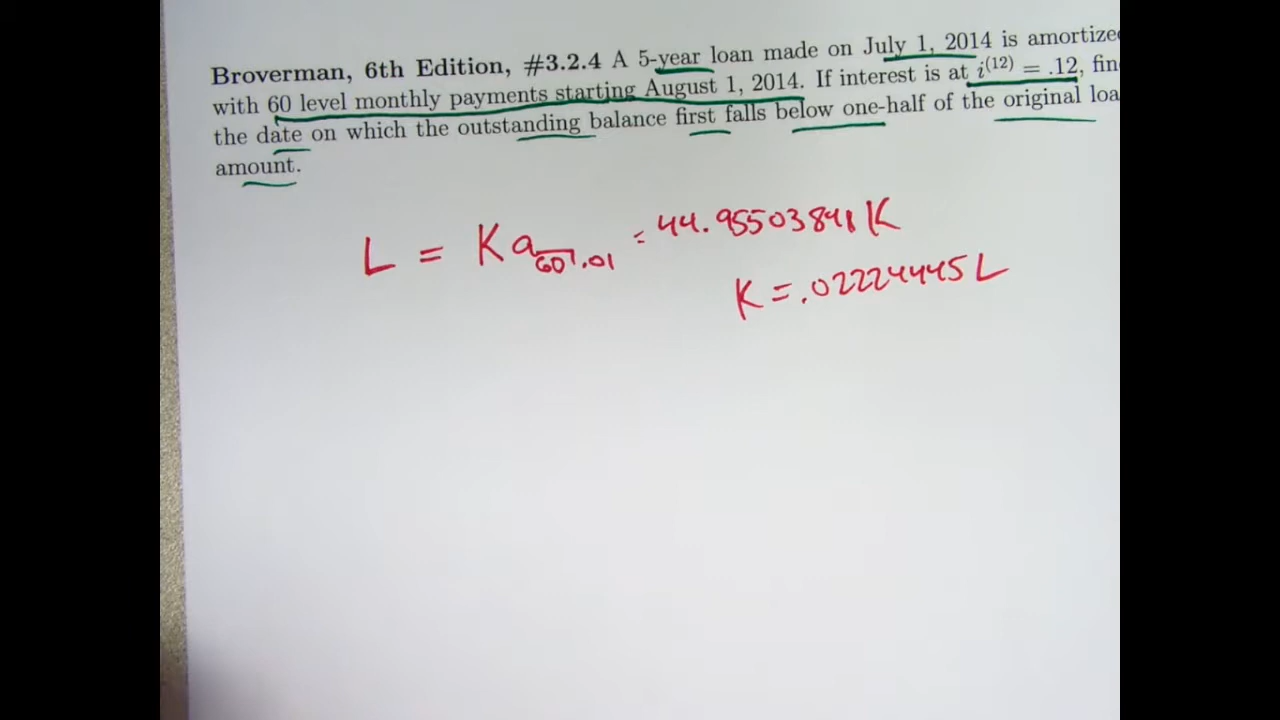 Broverman, 6th Edition, #3.2.4 A 5-year loan made on July 1, 2014 is amortize
with 60 level monthly payments starting August 1, 2014. If interest is at i^(12) = .12, fin
the date on which the outstanding balance first falls below one-half of the original loa
amount.
L = Ka_60⌉.01 = 44.95503841 K
K = .02224445 L